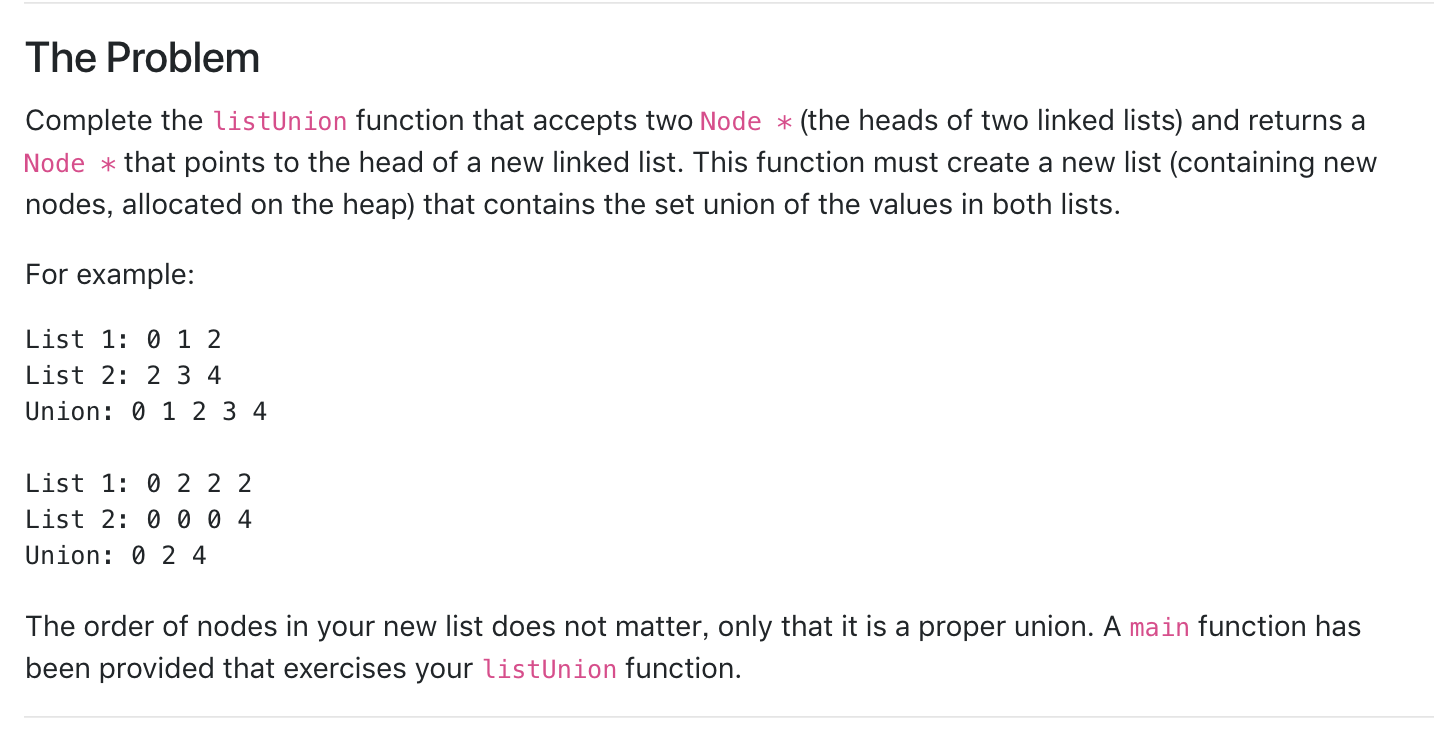 The Problem
Complete the listUnion function that accepts two Node * (the heads of two linked lists) and returns a
Node * that points to the head of a new linked list. This function must create a new list (containing new
nodes, allocated on the heap) that contains the set union of the values in both lists.
For example:
List 1: 0 1 2
List 2: 2 3 4
Union: 0 1 2 3 4
List 1: 0 2 2 2
List 2: 0 0 0 4
Union: 0 2 4
The order of nodes in your new list does not matter, only that it is a proper union. A main function has
been provided that exercises your listUnion function.